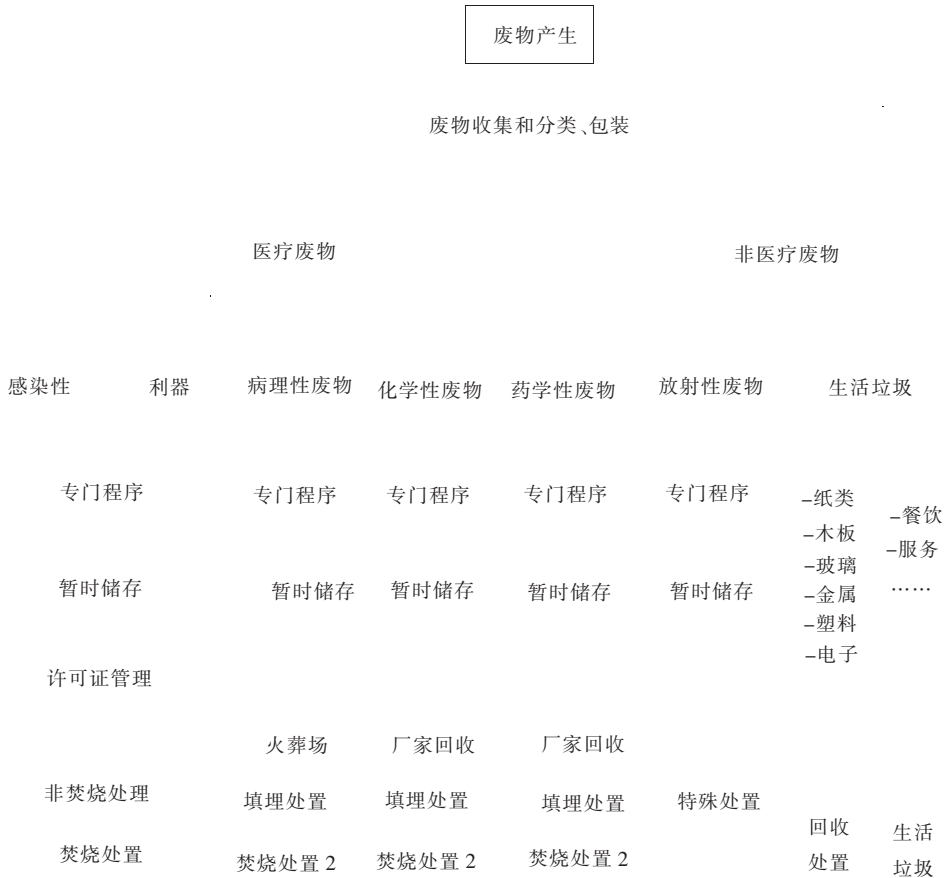 废物产生
废物收集和分类、包装
医疗废物
非医疗废物
感染性
利器
病理性废物
化学性废物
药学性废物
放射性废物
生活垃圾
专门程序
专门程序
专门程序
专门程序
专门程序
–纸类
–木板
–玻璃
–金属
–塑料
–电子
–餐饮
–服务
……
暂时储存
暂时储存
暂时储存
暂时储存
暂时储存
许可证管理
火葬场
厂家回收
厂家回收
非焚烧处理
填埋处置
填埋处置
填埋处置
特殊处置
焚烧处置
焚烧处置 2
焚烧处置 2
焚烧处置 2
回收
处置
生活
垃圾